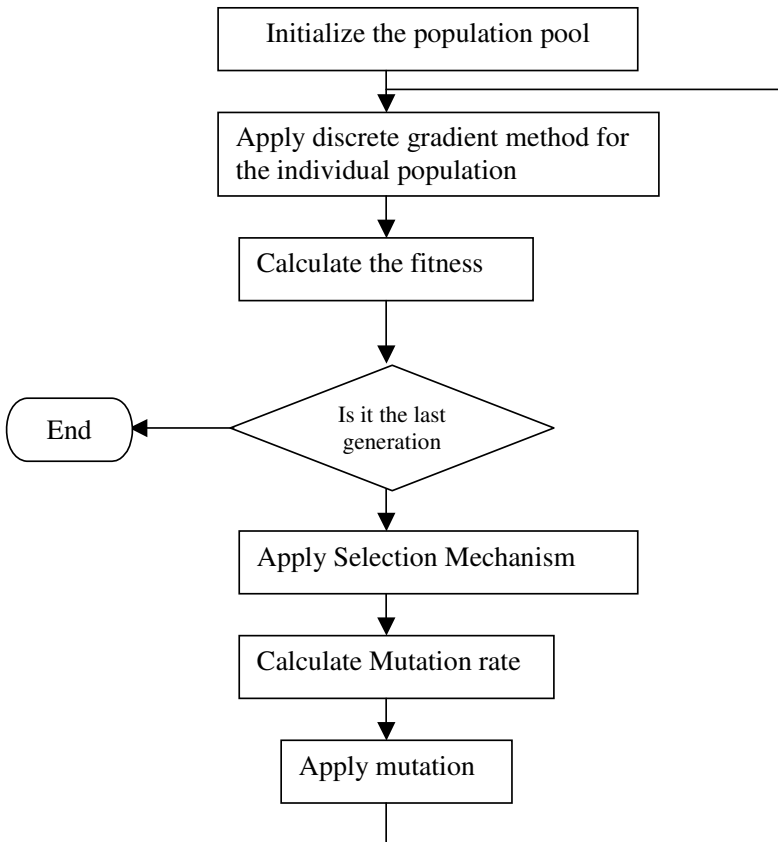 Initialize the population pool
Apply discrete gradient method for
the individual population
Calculate the fitness
Is it the last
generation
End
Apply Selection Mechanism
Calculate Mutation rate
Apply mutation